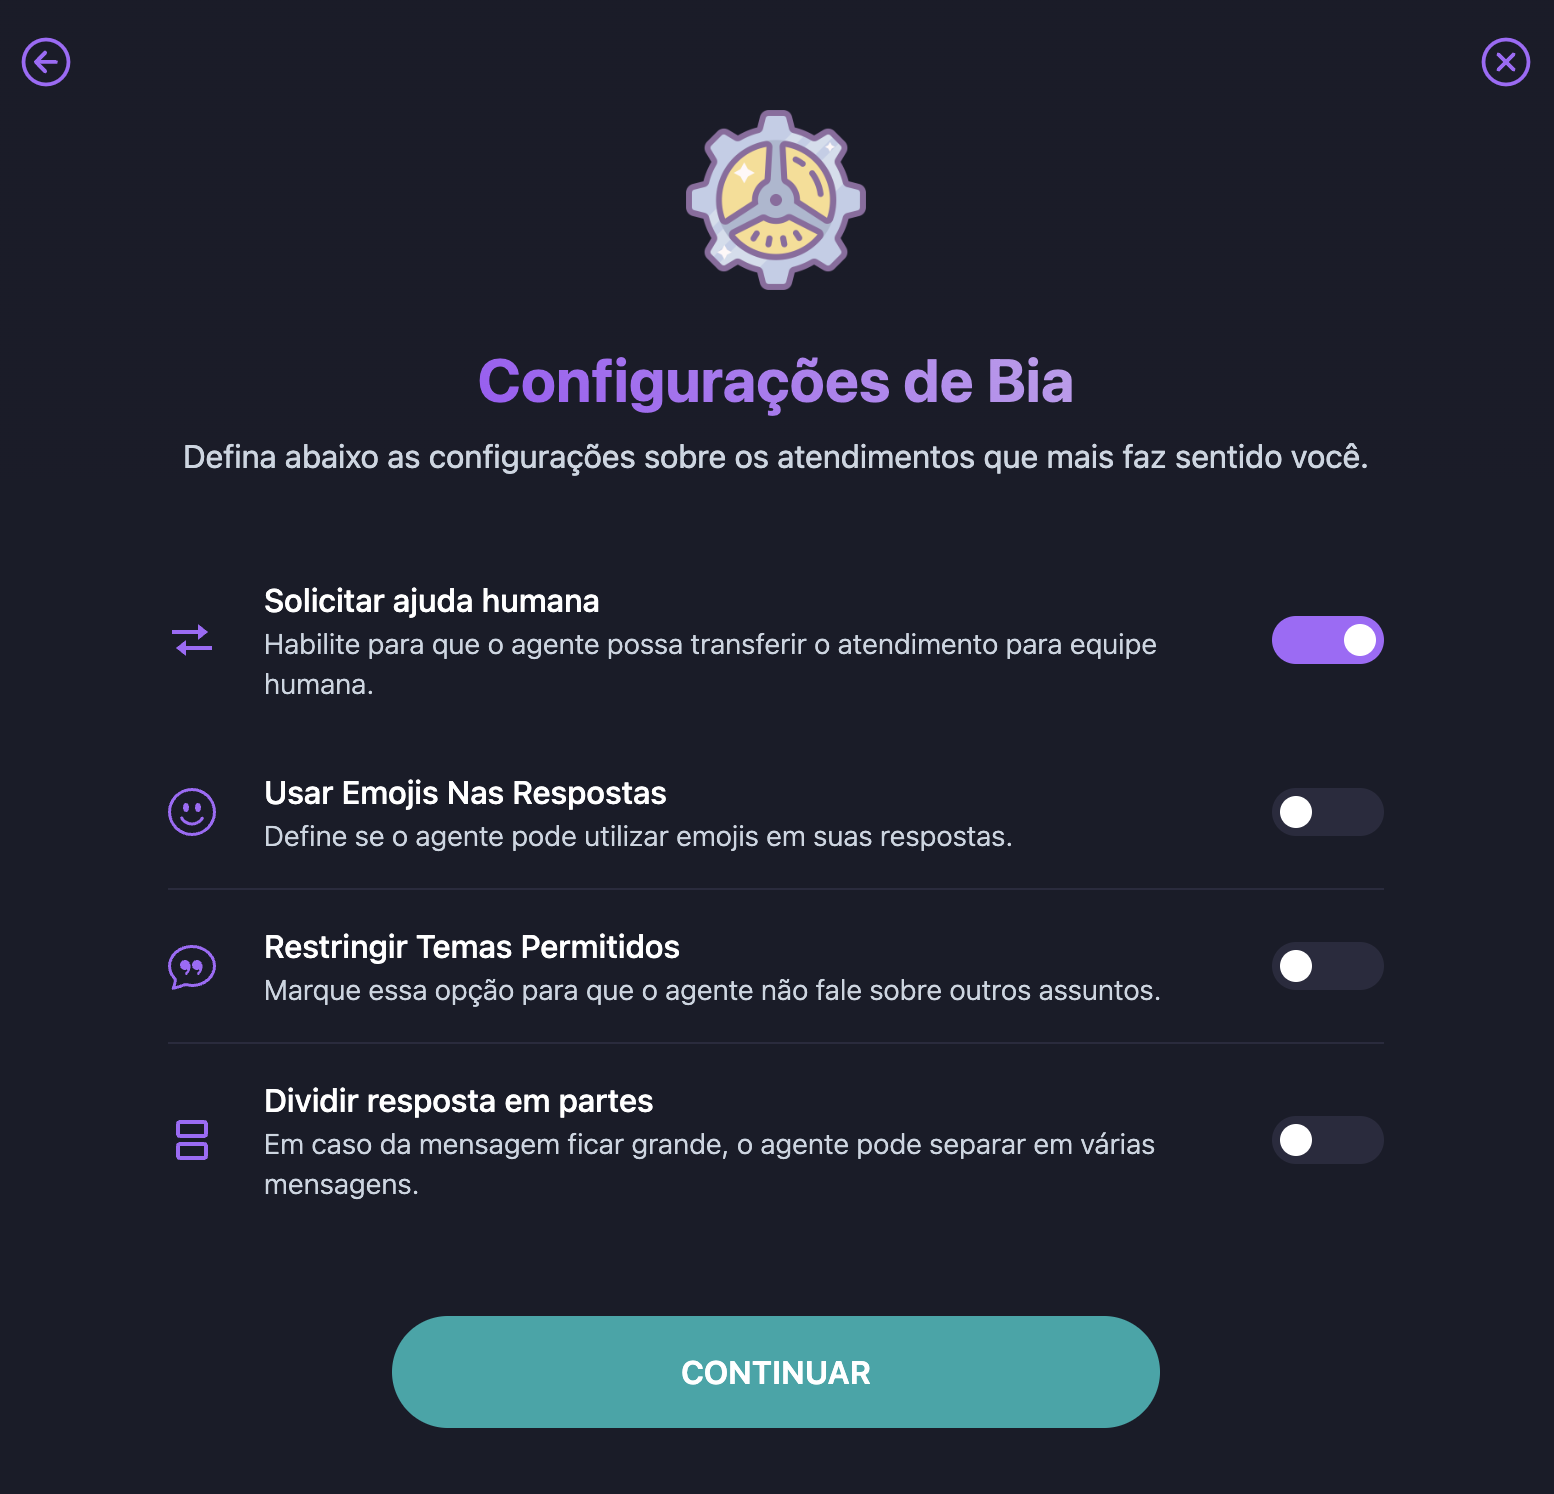 Configurações de Bia
Defina abaixo as configurações sobre os atendimentos que mais faz sentido você.
Solicitar ajuda humana
Habilite para que o agente possa transferir o atendimento para equipe
humana.
Usar Emojis Nas Respostas
Define se o agente pode utilizar emojis em suas respostas.
Restringir Temas Permitidos
Marque essa opção para que o agente não fale sobre outros assuntos.
Dividir resposta em partes
Em caso da mensagem ficar grande, o agente pode separar em várias
mensagens.
CONTINUAR